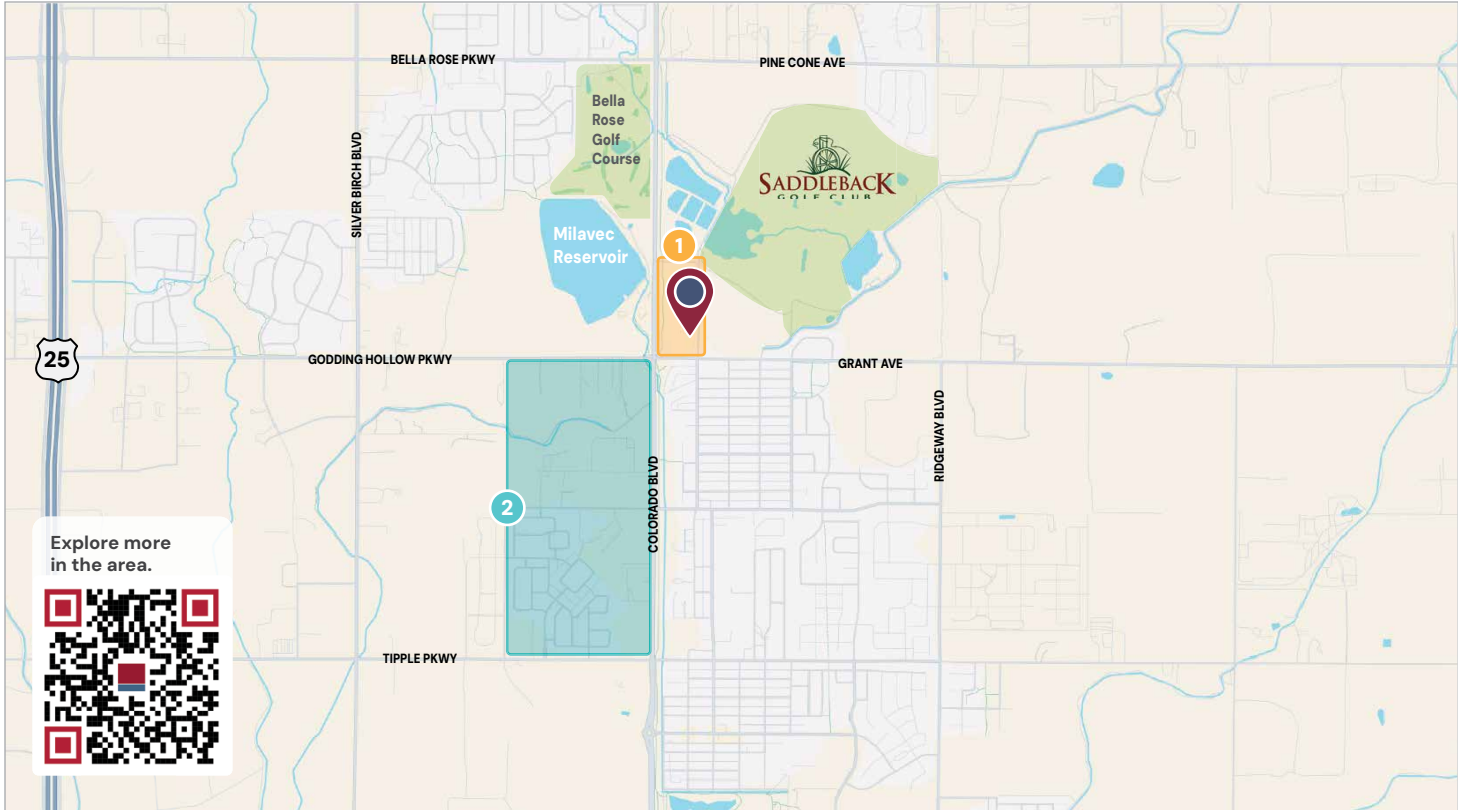 BELLA ROSE PKWY
PINE CONE AVE
Bella
Rose
Golf
Course
SILVER BIRCH BLVD
SADDLEBACK
GOLF CLUB
Milavec
Reservoir
1
25
GODDING HOLLOW PKWY
GRANT AVE
RIDGEWAY BLVD
COLORADO BLVD
2
Explore more
in the area.
TIPPLE PKWY